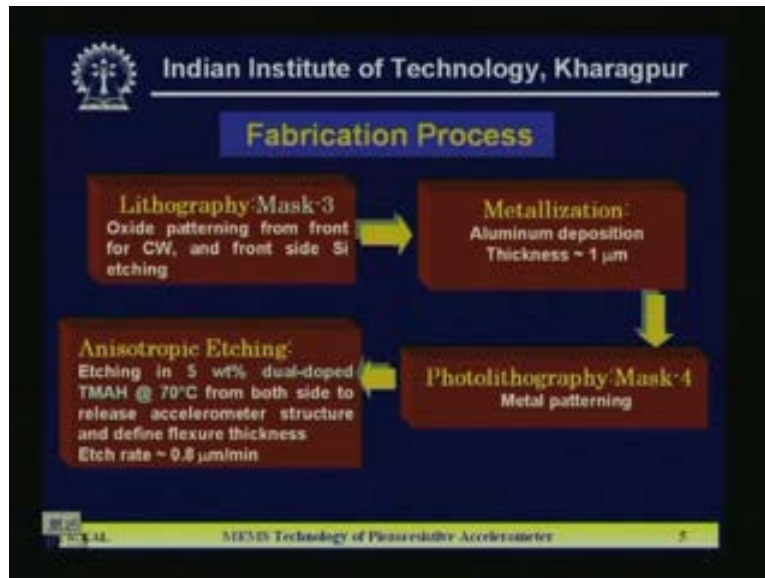 Indian Institute of Technology, Kharagpur
Fabrication Process
Lithography:Mask-3
Oxide patterning from front
for CW, and front side Si
etching
Metallization:
Aluminum deposition
Thickness ~ 1 μm
Photolithography:Mask-4
Metal patterning
Anisotropic Etching:
Etching in 5 wt% dual-doped
TMAH @ 70°C from both side to
release accelerometer structure
and define flexure thickness
Etch rate ~ 0.8 μm/min
MEMS Technology of Piezoresistive Accelerometer
5